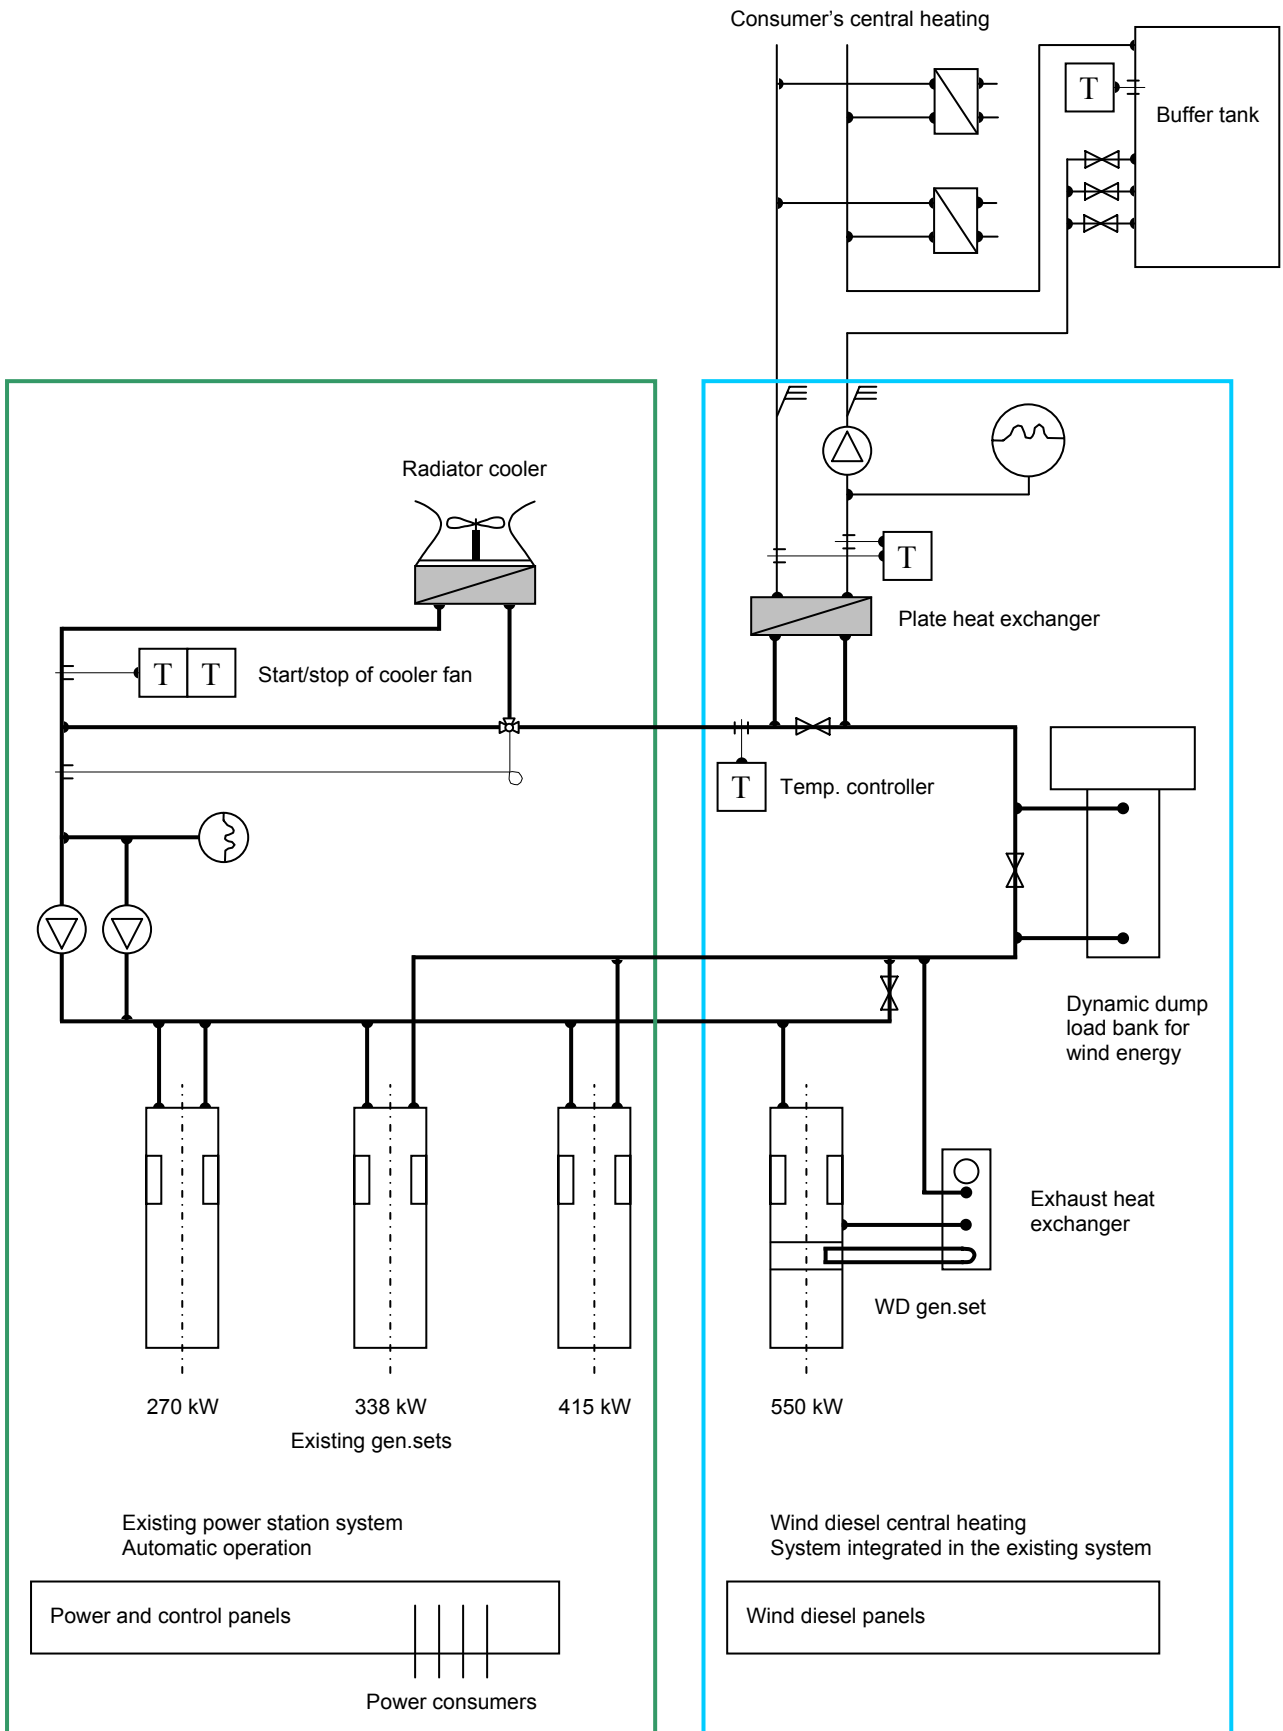 Consumer's central heating
T
Buffer tank
Radiator cooler
T
Plate heat exchanger
T T
Start/stop of cooler fan
T
Temp. controller
Dynamic dump
load bank for
wind energy
Exhaust heat
exchanger
WD gen.set
270 kW
338 kW
415 kW
550 kW
Existing gen.sets
Existing power station system
Automatic operation
Wind diesel central heating
System integrated in the existing system
Power and control panels
Wind diesel panels
Power consumers